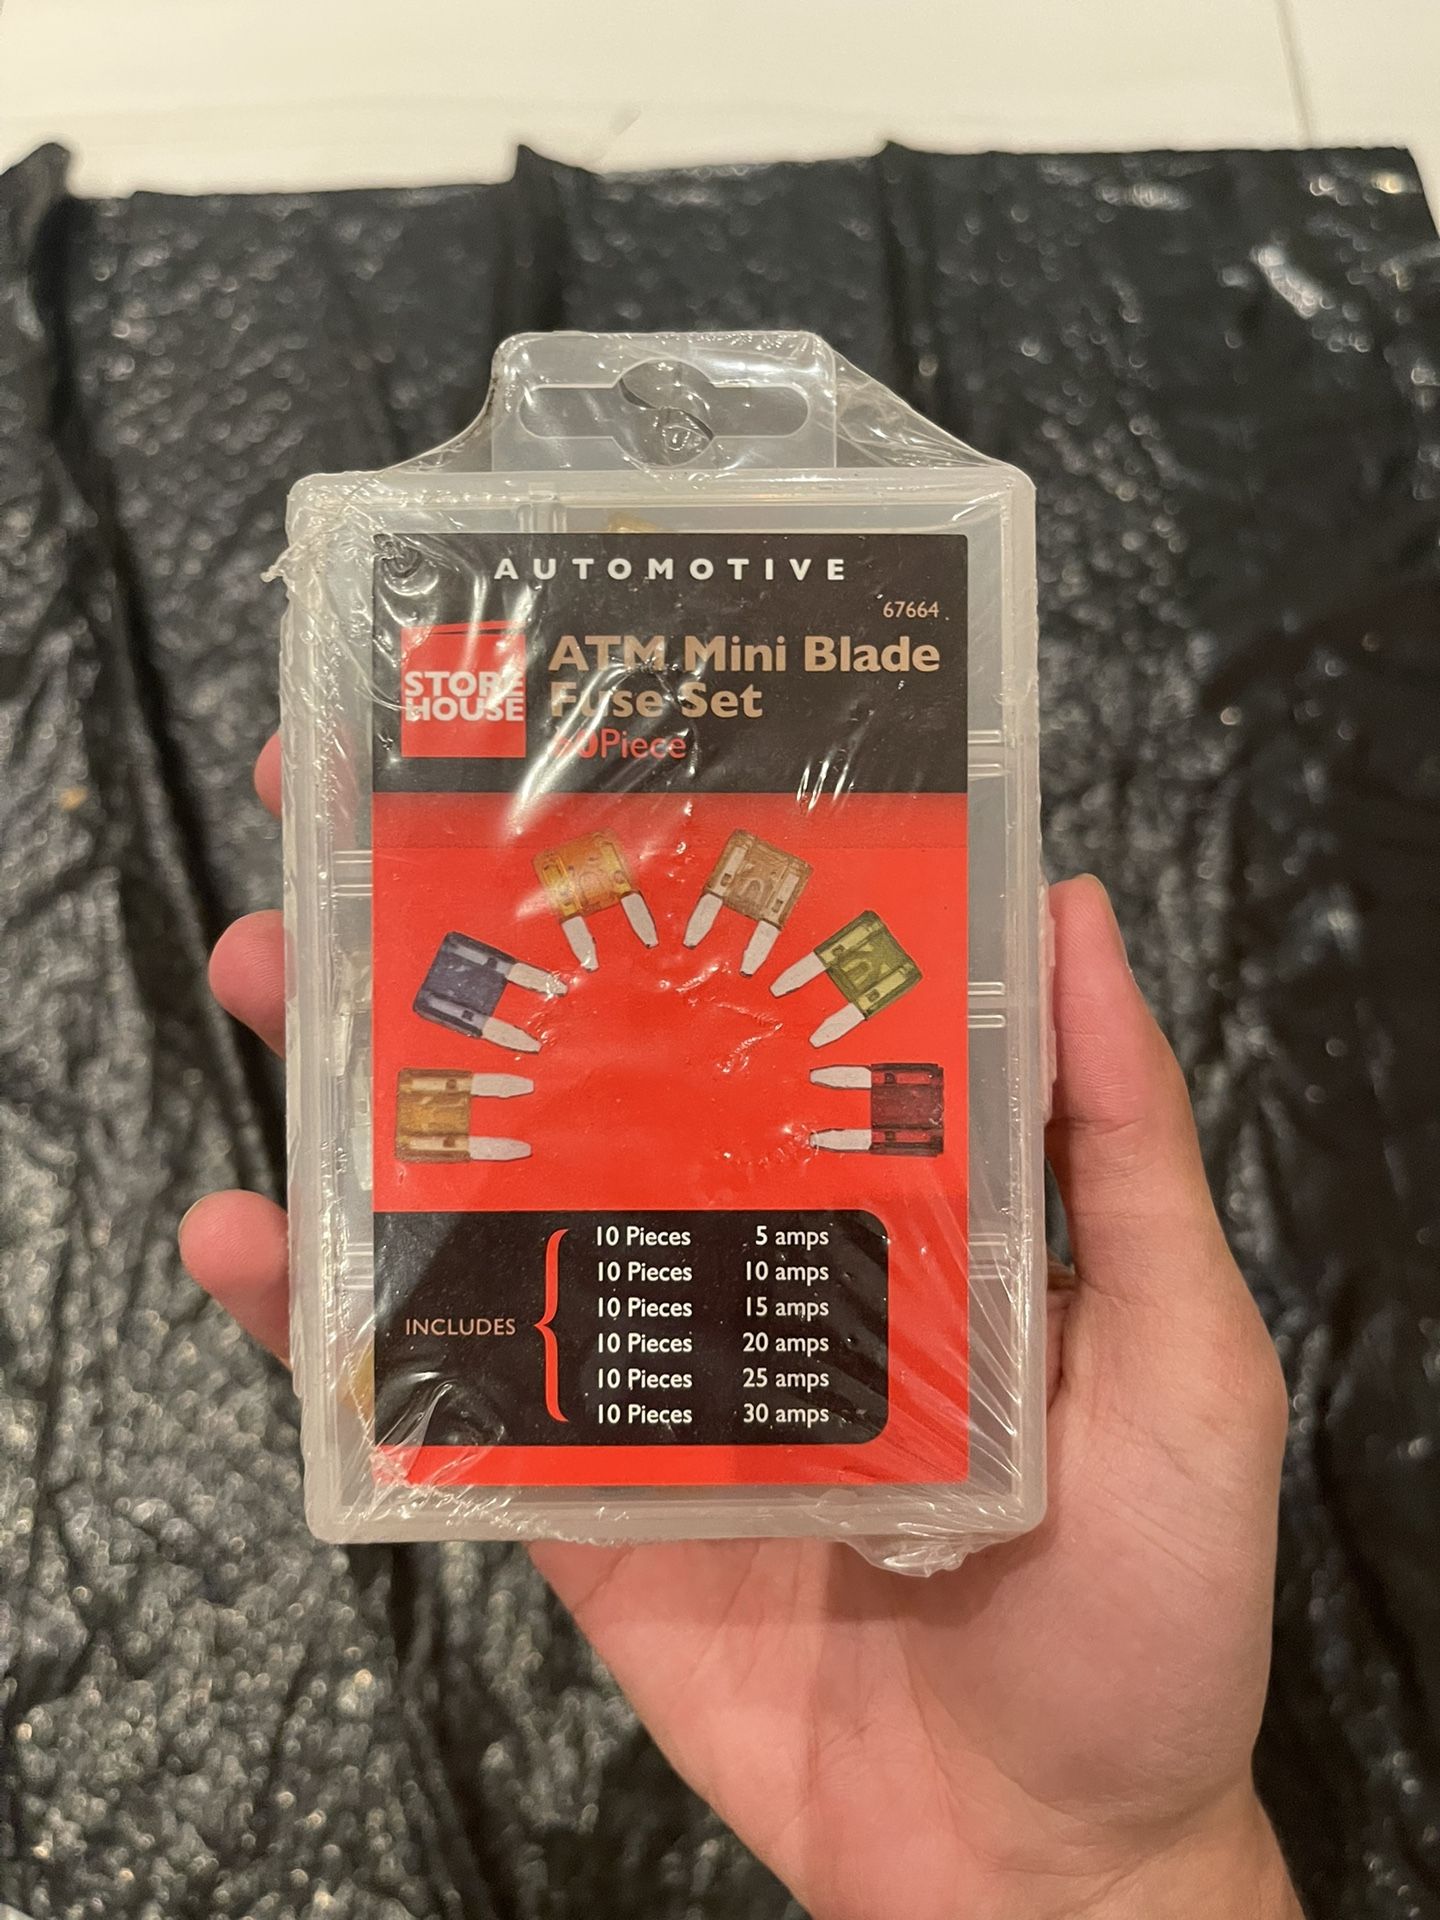 AUTOMOTIVE
67664
STORE
HOUSE
ATM Mini Blade
Fuse Set
60Piece
INCLUDES
10 Pieces 5 amps
10 Pieces 10 amps
10 Pieces 15 amps
10 Pieces 20 amps
10 Pieces 25 amps
10 Pieces 30 amps